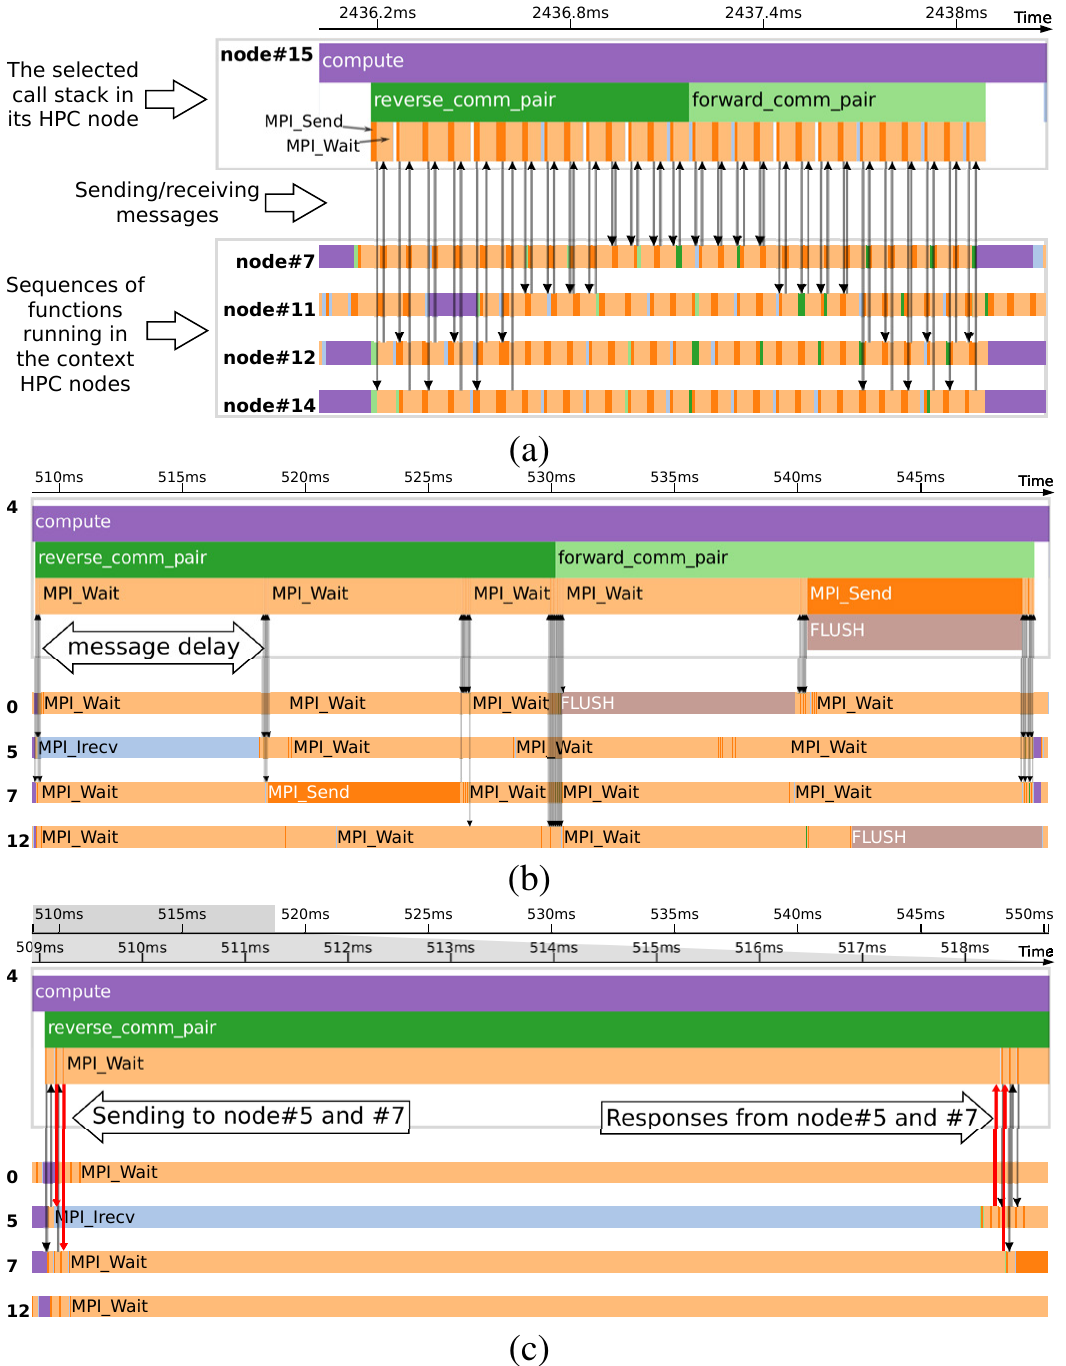 2436.2ms 2436.8ms 2437.4ms 2438ms Time
node#15
compute
The selected
call stack in
its HPC node
reverse_comm_pair forward_comm_pair
MPI_Send
MPI_Wait
Sending/receiving
messages
node#7
Sequences of
functions
running in
the context
HPC nodes
node#11
node#12
node#14
(a)
510ms 515ms 520ms 525ms 530ms 535ms 540ms 545ms Time
4
compute
reverse_comm_pair forward_comm_pair
MPI_Wait MPI_Wait MPI_Wait MPI_Wait MPI_Send
FLUSH
message delay
0 MPI_Wait MPI_Wait MPI_Wait FLUSH MPI_Wait
5 MPI_Irecv MPI_Wait MPI_Wait MPI_Wait
7 MPI_Wait MPI_Send MPI_Wait MPI_Wait MPI_Wait
12 MPI_Wait MPI_Wait MPI_Wait FLUSH
(b)
510ms 515ms 520ms 525ms 530ms 535ms 540ms 545ms 550ms
509ms 510ms 511ms 512ms 513ms 514ms 515ms 516ms 517ms 518ms Time
4
compute
reverse_comm_pair
MPI_Wait
Sending to node#5 and #7 Responses from node#5 and #7
0 MPI_Wait
5 MPI_Irecv
7 MPI_Wait
12 MPI_Wait
(c)